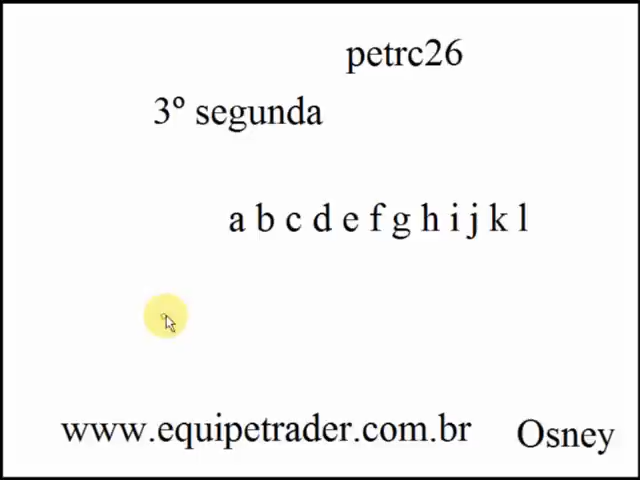 petrc26
3º segunda
a b c d e f g h i j k l
www.equipetrader.com.br
Osney